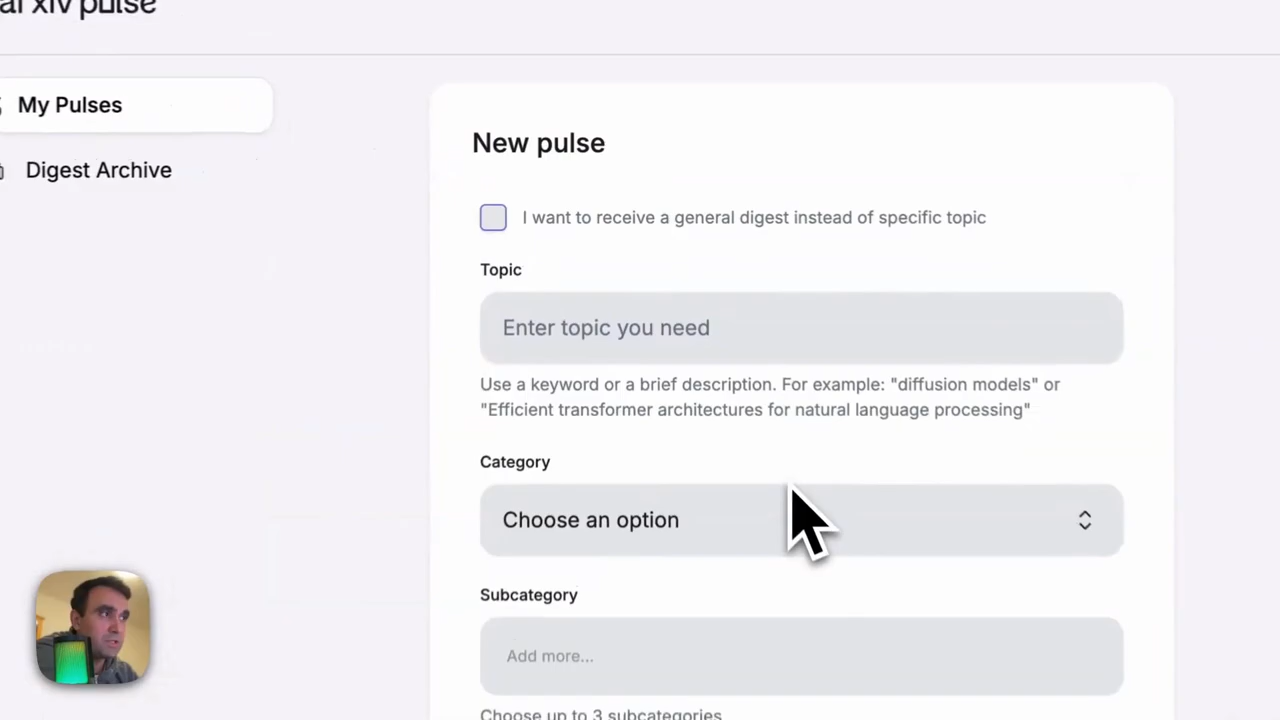 arxiv pulse
My Pulses
Digest Archive
New pulse
I want to receive a general digest instead of specific topic
Topic
Enter topic you need
Use a keyword or a brief description. For example: "diffusion models" or
"Efficient transformer architectures for natural language processing"
Category
Choose an option
Subcategory
Add more...
Choose up to 3 subcategories